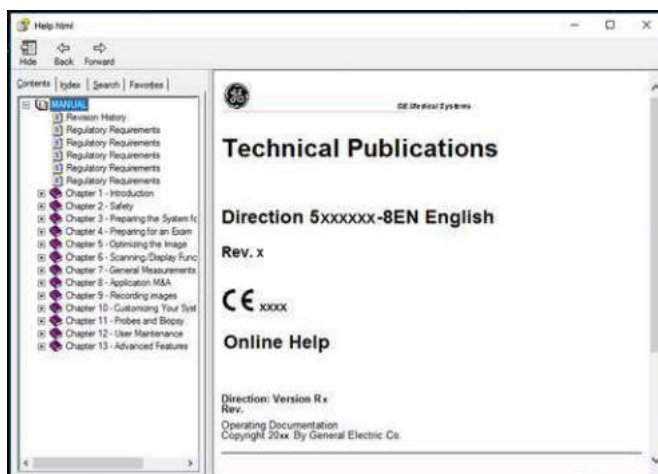 Help.html
Hide Back Forward
Contents Index Search Favorites
MANUAL
Revision History
Regulatory Requirements
Regulatory Requirements
Regulatory Requirements
Regulatory Requirements
Regulatory Requirements
Chapter 1 - Introduction
Chapter 2 - Safety
Chapter 3 - Preparing the System fo
Chapter 4 - Preparing for an Exam
Chapter 5 - Optimizing the Image
Chapter 6 - Scanning/Display Func
Chapter 7 - General Measurements
Chapter 8 - Application M&A
Chapter 9 - Recording images
Chapter 10 - Customizing Your Syst
Chapter 11 - Probes and Biopsy
Chapter 12 - User Maintenance
Chapter 13 - Advanced Features
GE Medical Systems
Technical Publications
Direction 5xxxxxx-8EN English
Rev. x
CE xxxx
Online Help
Direction: Version Rx
Rev.
Operating Documentation
Copyright 20xx By General Electric Co.